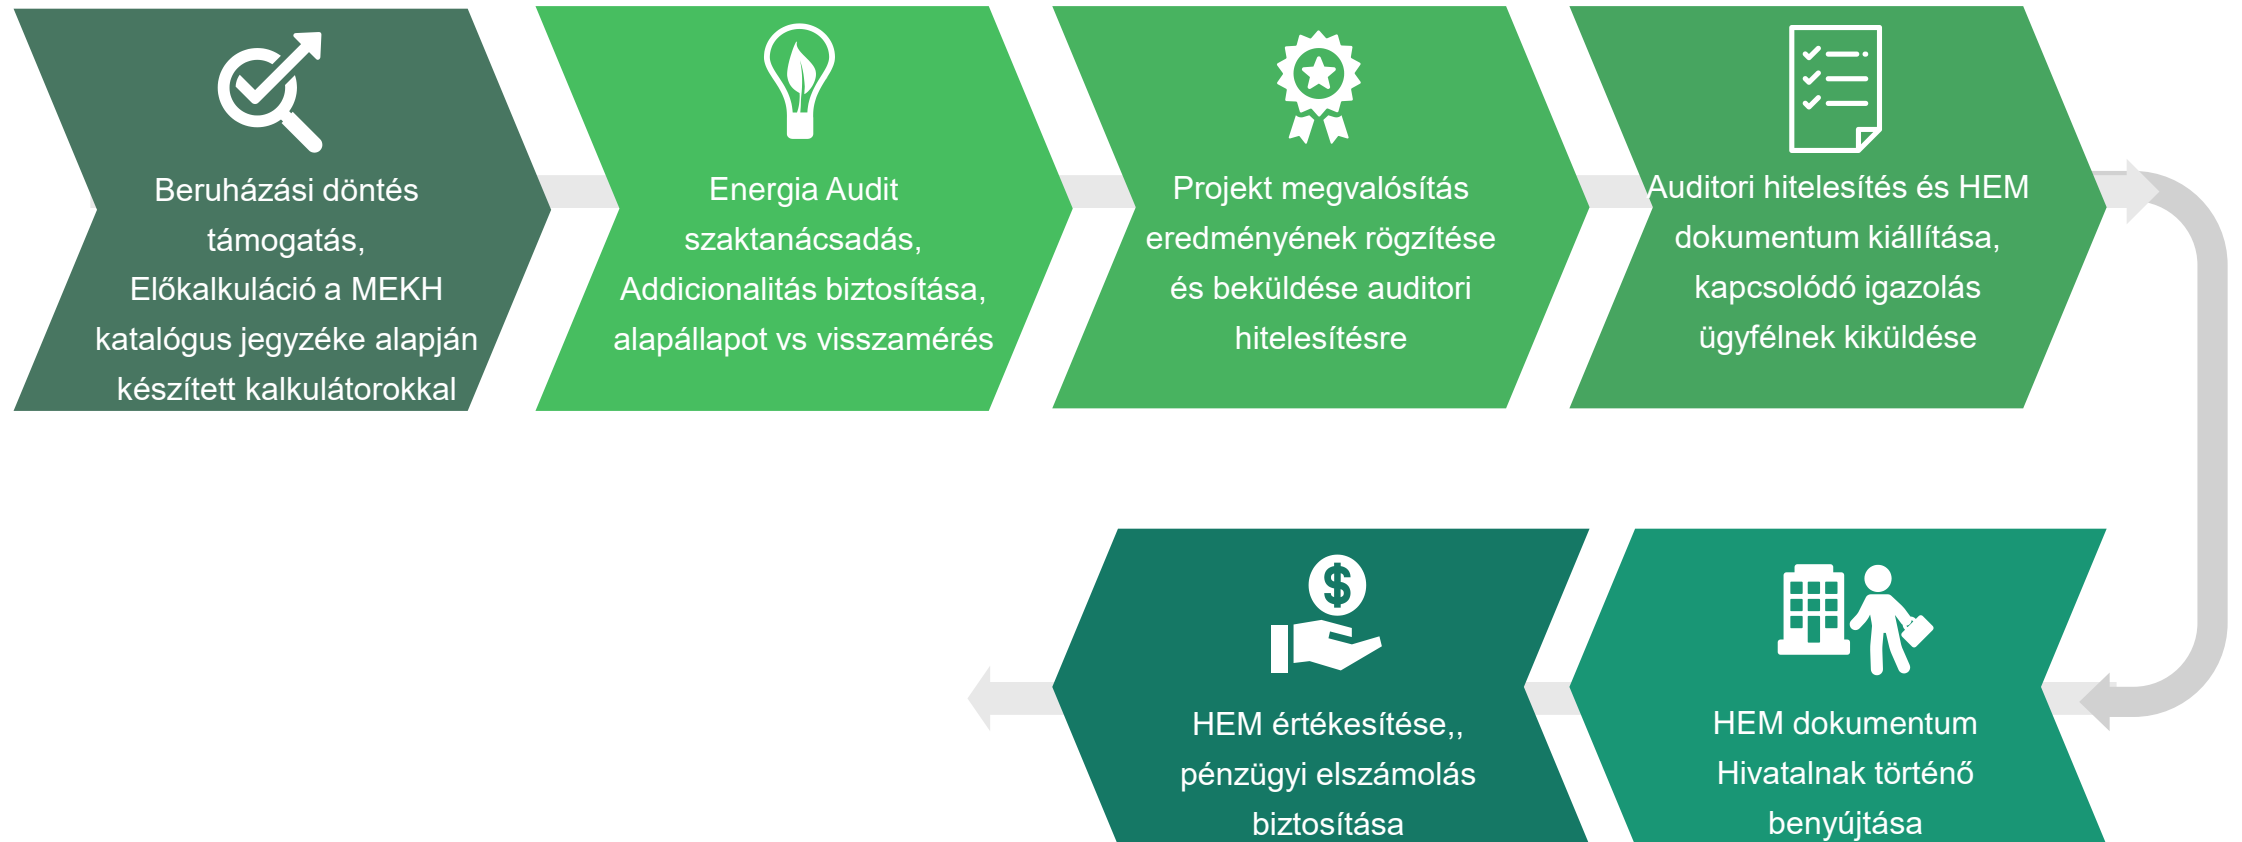 Beruházási döntés
támogatás,
Előkalkuláció a MEKH
katalógus jegyzéke alapján
készített kalkulátorokkal
Energia Audit
szaktanácsadás,
Addicionalitás biztosítása,
alapállapot vs visszamérés
Projekt megvalósítás
eredményének rögzítése
és beküldése auditori
hitelesítésre
Auditori hitelesítés és HEM
dokumentum kiállítása,
kapcsolódó igazolás
ügyfélnek kiküldése
HEM dokumentum
Hivatalnak történő
benyújtása
HEM értékesítése,,
pénzügyi elszámolás
biztosítása